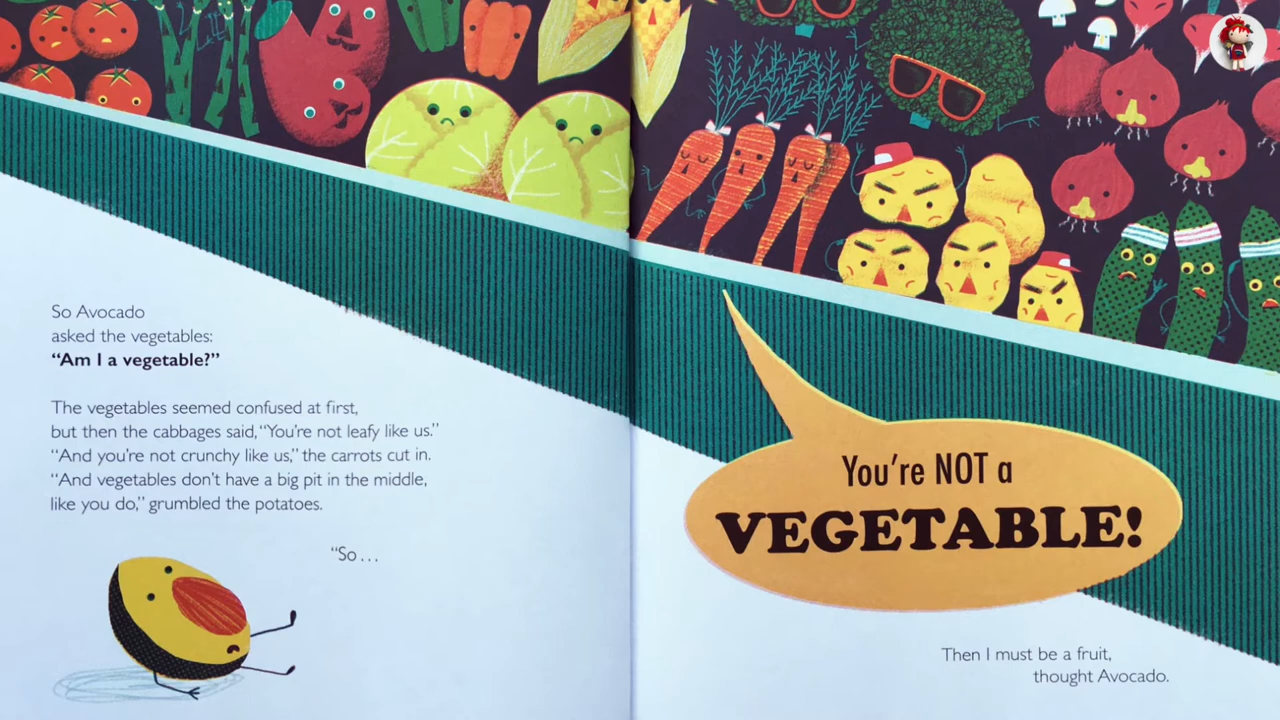 So Avocado
asked the vegetables:
“Am I a vegetable?”
The vegetables seemed confused at first,
but then the cabbages said, “You’re not leafy like us.”
“And you’re not crunchy like us,” the carrots cut in.
“And vegetables don’t have a big pit in the middle,
like you do,” grumbled the potatoes.
“So...
You’re NOT a
VEGETABLE!
Then I must be a fruit,
thought Avocado.